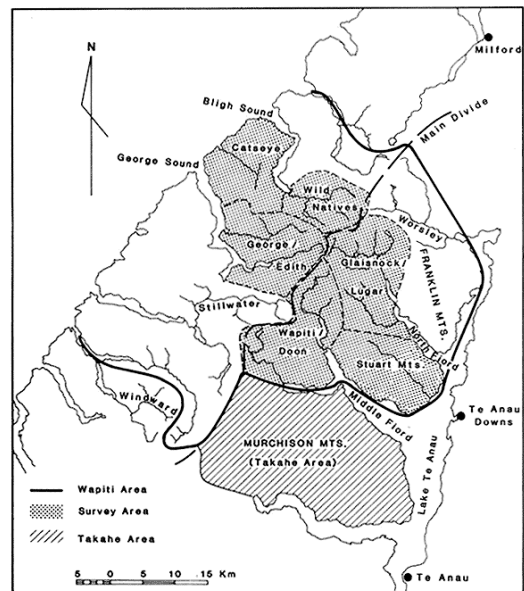 N
Milford
Main Divide
Bligh Sound
Catseye
George Sound
Wild
Natives
Worsley
George/
Edith
Glaisnock/
Lugar
FRANKLIN MTS.
Stillwater
Wapiti/
Doon
North Fiord
Stuart Mts.
Windward
Middle Fiord
Te Anau
Downs
MURCHISON MTS.
(Takahe Area)
Lake Te Anau
Wapiti Area
Survey Area
Takahe Area
5 0 5 10 15 Km
Te Anau